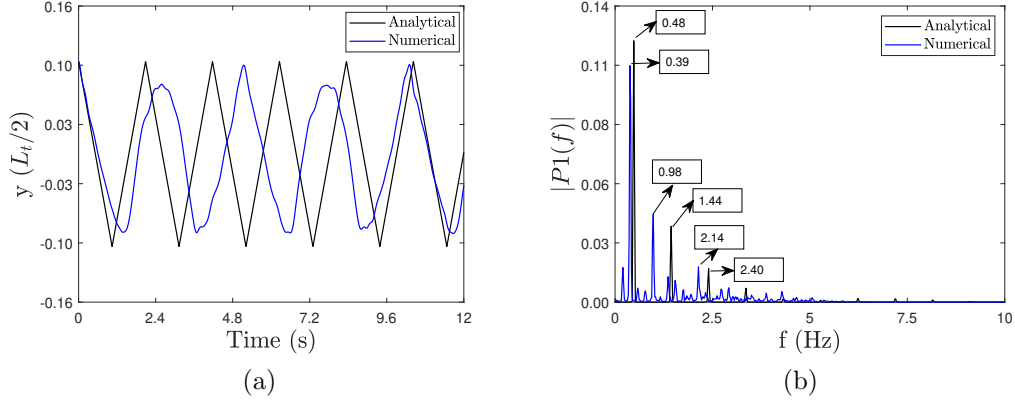 0.16
0.10
0.03
-0.03
-0.10
-0.16
y (L_t/2)
0
2.4
4.8
7.2
9.6
12
Time (s)
Analytical
Numerical
(a)
0.14
0.11
0.08
0.06
0.03
0.00
|P1(f)|
0
2.5
5
7.5
10
f (Hz)
Analytical
Numerical
0.48
0.39
0.98
1.44
2.14
2.40
(b)